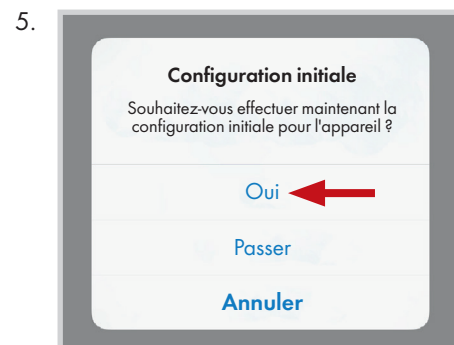 5.
Configuration initiale
Souhaitez-vous effectuer maintenant la
configuration initiale pour l'appareil ?
Oui
Passer
Annuler